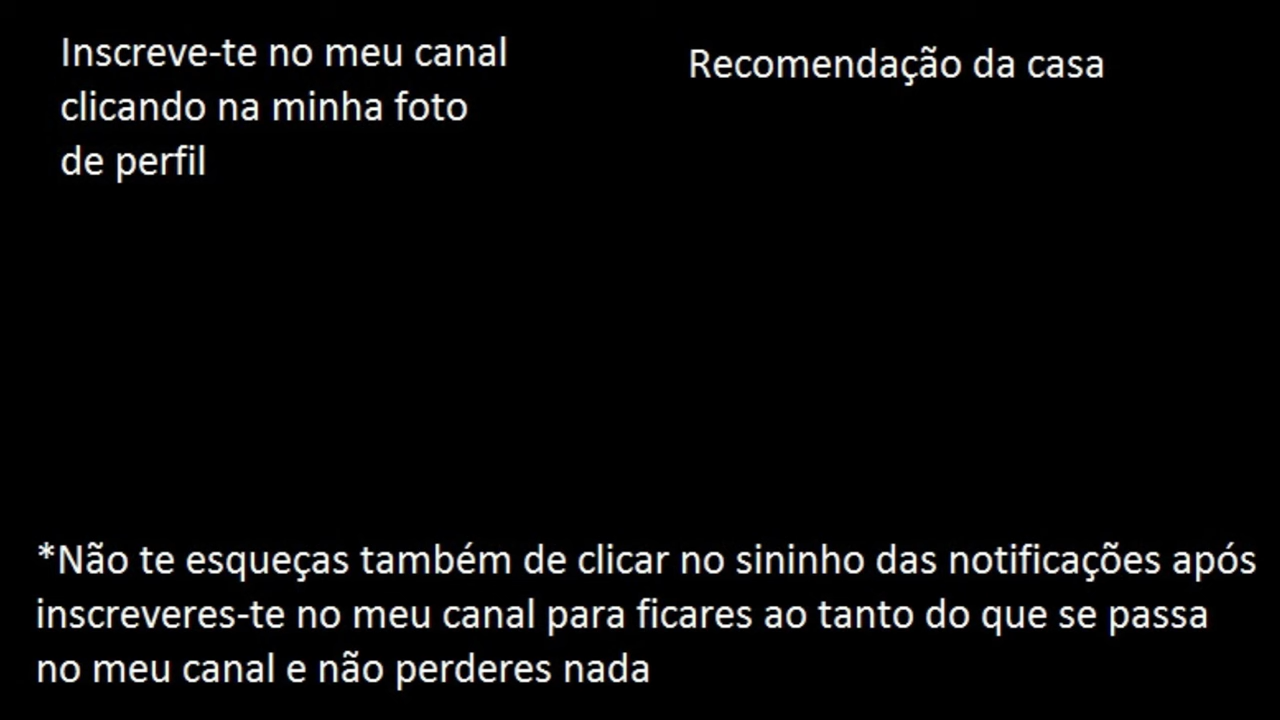 Inscreve-te no meu canal
clicando na minha foto
de perfil
Recomendação da casa
*Não te esqueças também de clicar no sininho das notificações após
inscreveres-te no meu canal para ficares ao tanto do que se passa
no meu canal e não perderes nada